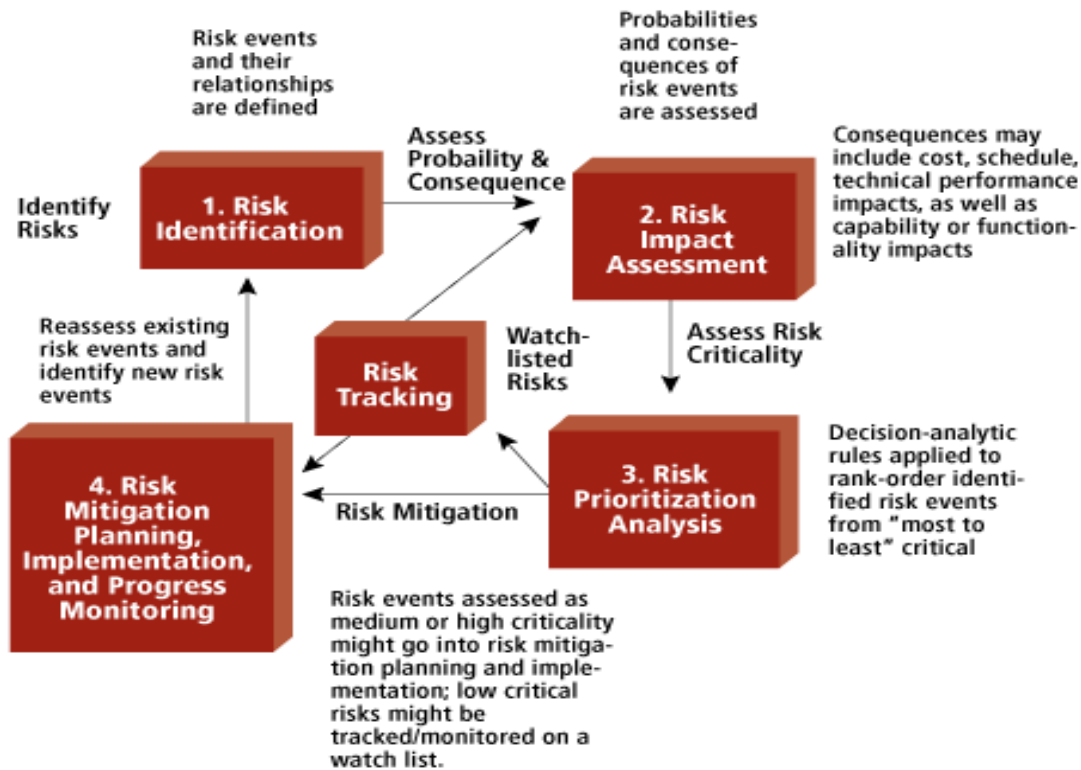 Risk events
and their
relationships
are defined
Probabilities
and conse-
quences of
risk events
are assessed
Assess
Probaility &
Consequence
Consequences may
include cost, schedule,
technical performance
impacts, as well as
capability or function-
ality impacts
Identify
Risks
1. Risk
Identification
2. Risk
Impact
Assessment
Reassess existing
risk events and
identify new risk
events
Risk
Tracking
Watch-
listed
Risks
Assess Risk
Criticality
4. Risk
Mitigation
Planning,
Implementation,
and Progress
Monitoring
Risk Mitigation
3. Risk
Prioritization
Analysis
Decision-analytic
rules applied to
rank-order identi-
fied risk events
from "most to
least" critical
Risk events assessed as
medium or high criticality
might go into risk mitiga-
tion planning and imple-
mentation; low critical
risks might be
tracked/monitored on a
watch list.